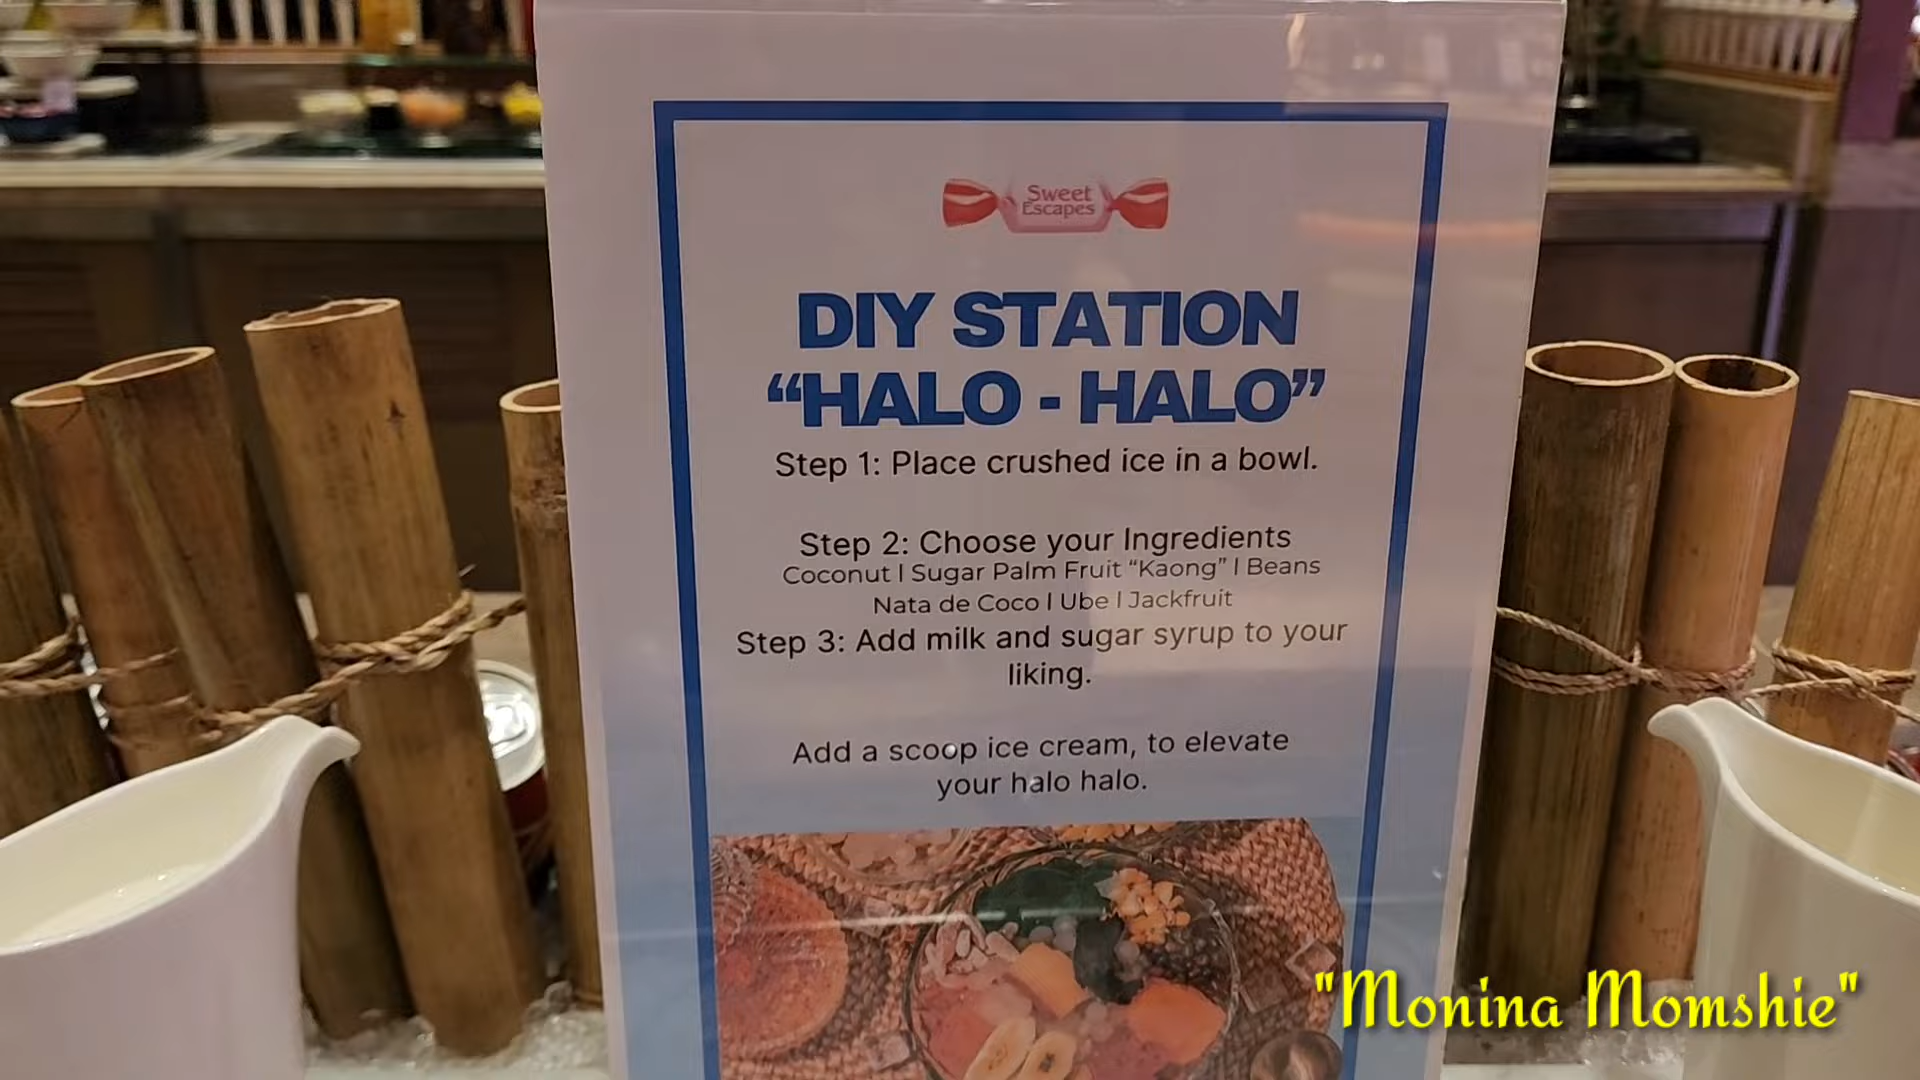 Sweet
Escapes
DIY STATION
“HALO - HALO”
Step 1: Place crushed ice in a bowl.
Step 2: Choose your Ingredients
Coconut | Sugar Palm Fruit “Kaong” | Beans
Nata de Coco | Ube | Jackfruit
Step 3: Add milk and sugar syrup to your
liking.
Add a scoop ice cream, to elevate
your halo halo.
"Monina Momshie"